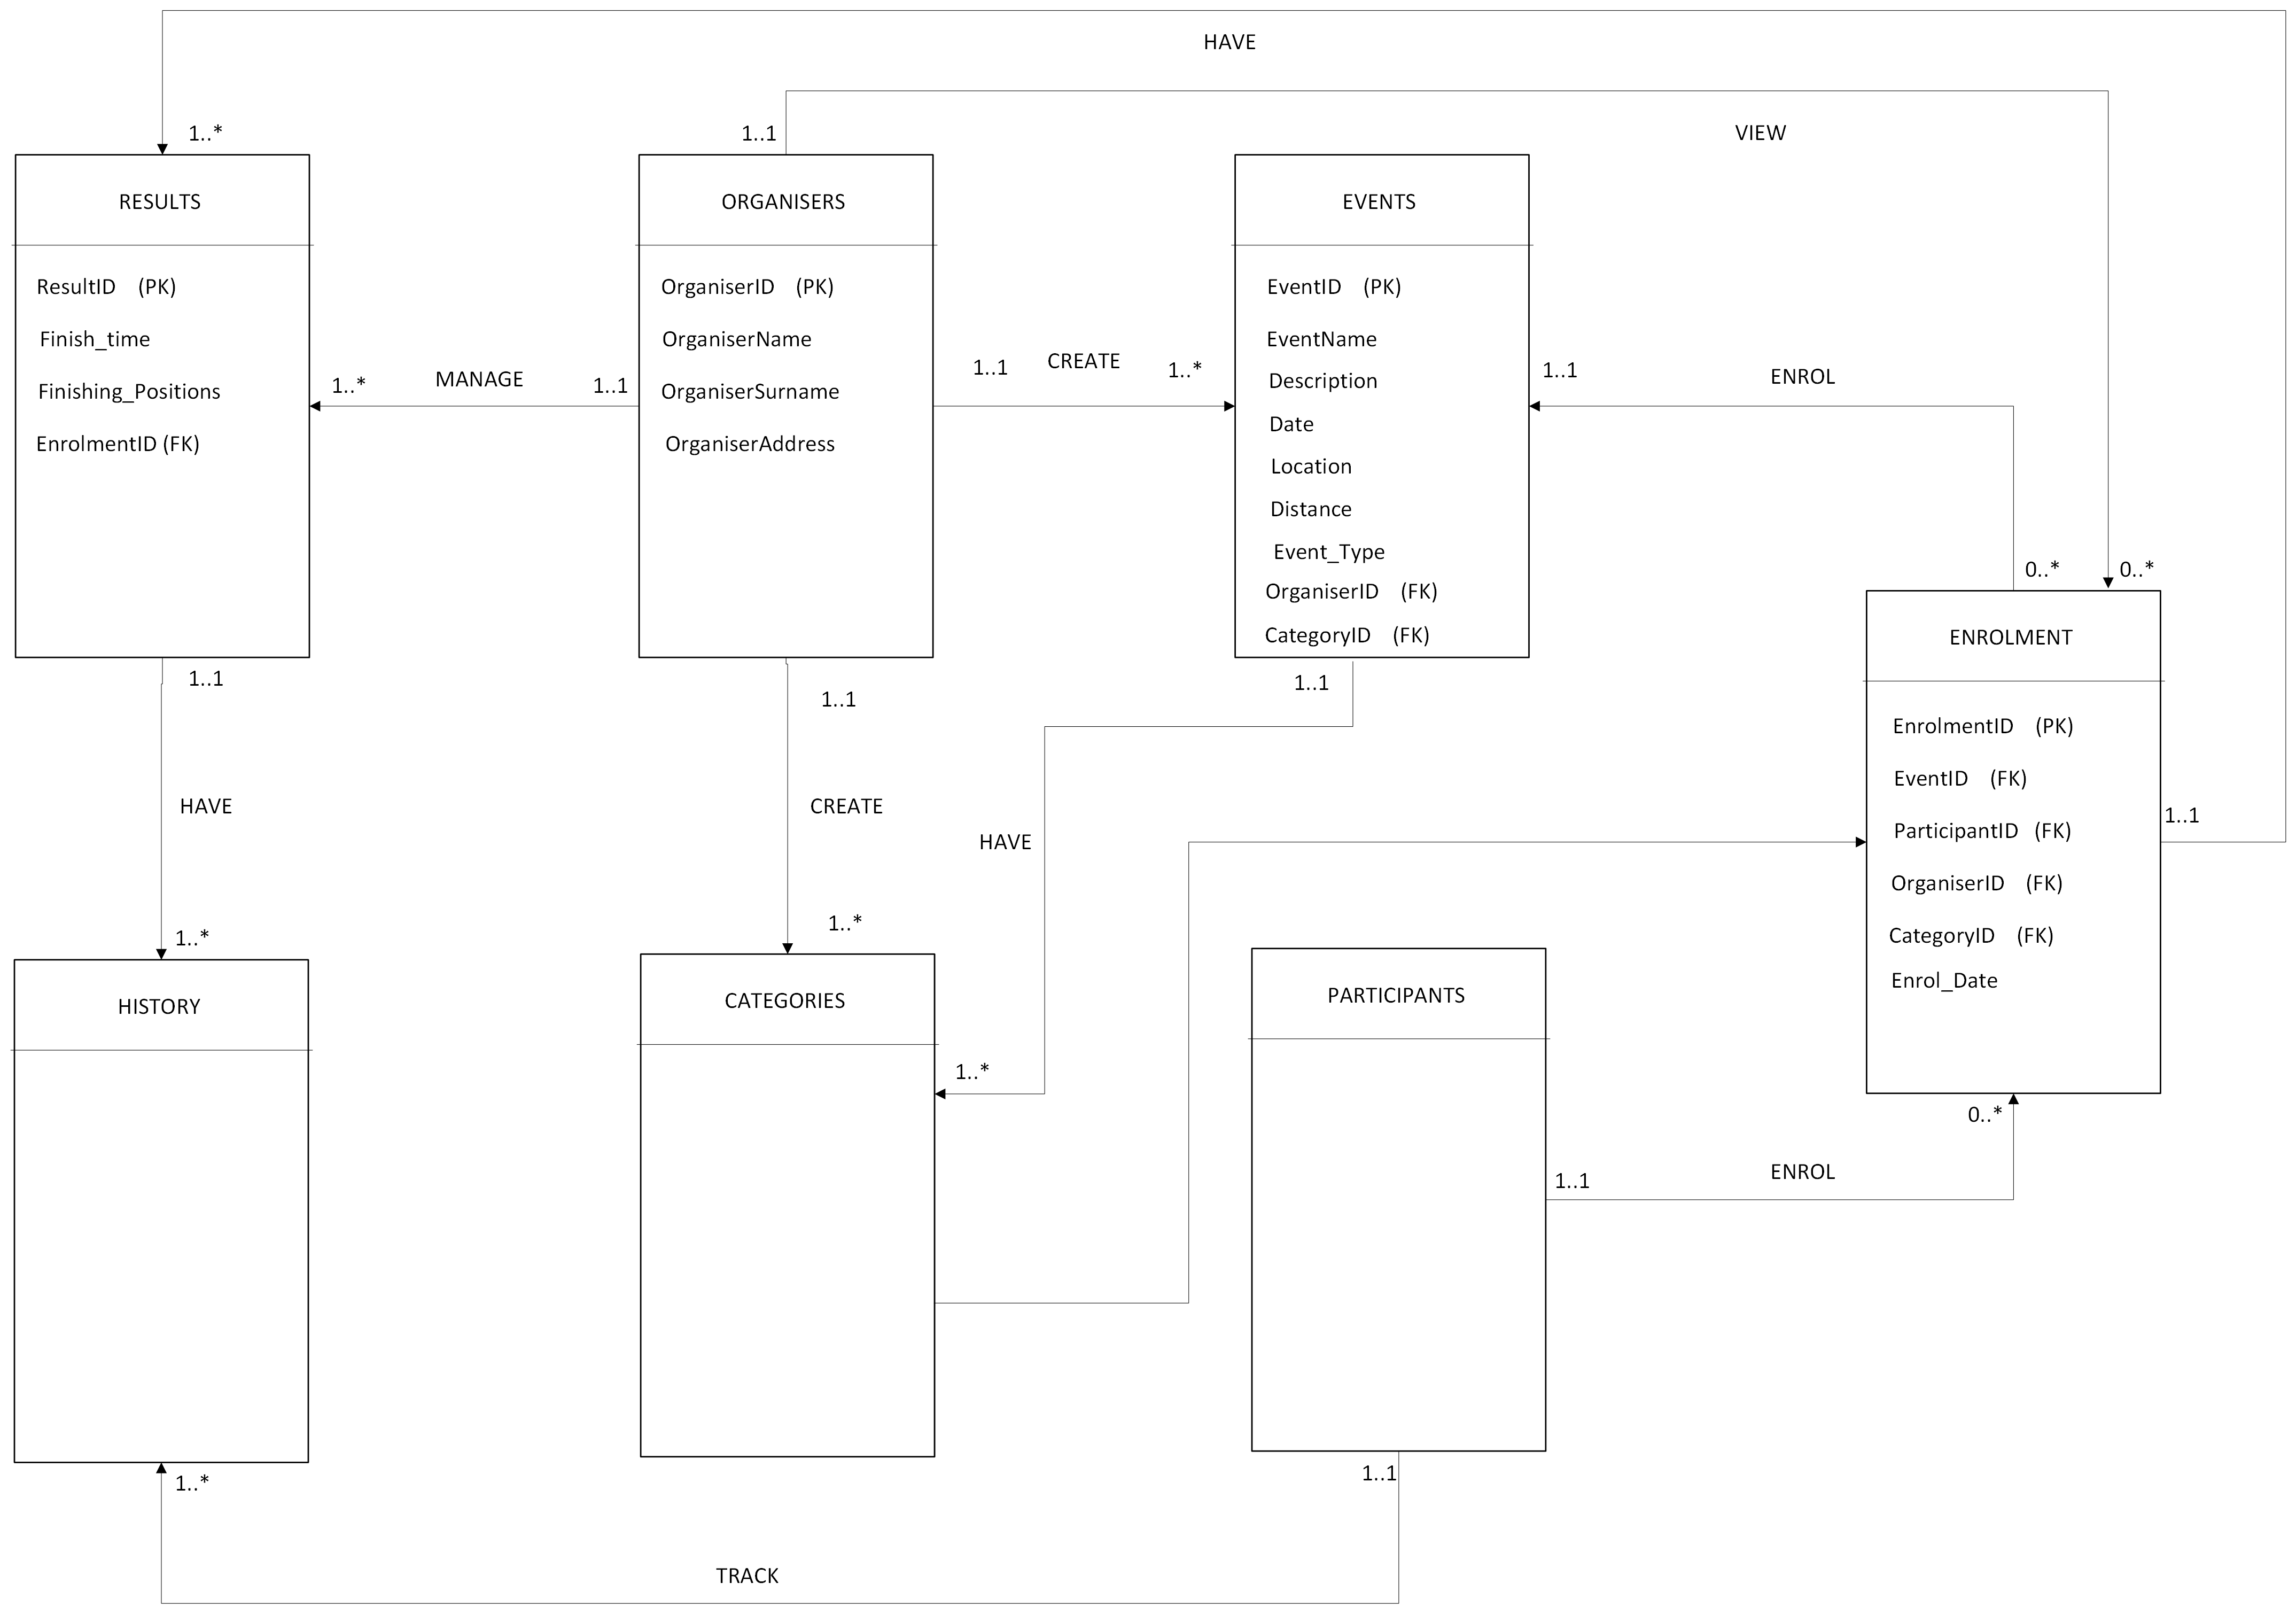 HAVE
1..*
1..1
VIEW
RESULTS
ResultID (PK)
Finish_time
Finishing_Positions
EnrolmentID (FK)
1..*
MANAGE
1..1
ORGANISERS
OrganiserID (PK)
OrganiserName
OrganiserSurname
OrganiserAddress
1..1
CREATE
1..*
EVENTS
EventID (PK)
EventName
Description
Date
Location
Distance
Event_Type
OrganiserID (FK)
CategoryID (FK)
1..1
ENROL
0..*
0..*
ENROLMENT
EnrolmentID (PK)
EventID (FK)
ParticipantID (FK)
OrganiserID (FK)
CategoryID (FK)
Enrol_Date
1..1
1..1
HAVE
1..*
1..1
CREATE
1..*
1..1
HAVE
1..*
HISTORY
CATEGORIES
PARTICIPANTS
0..*
1..1
ENROL
1..*
1..1
TRACK